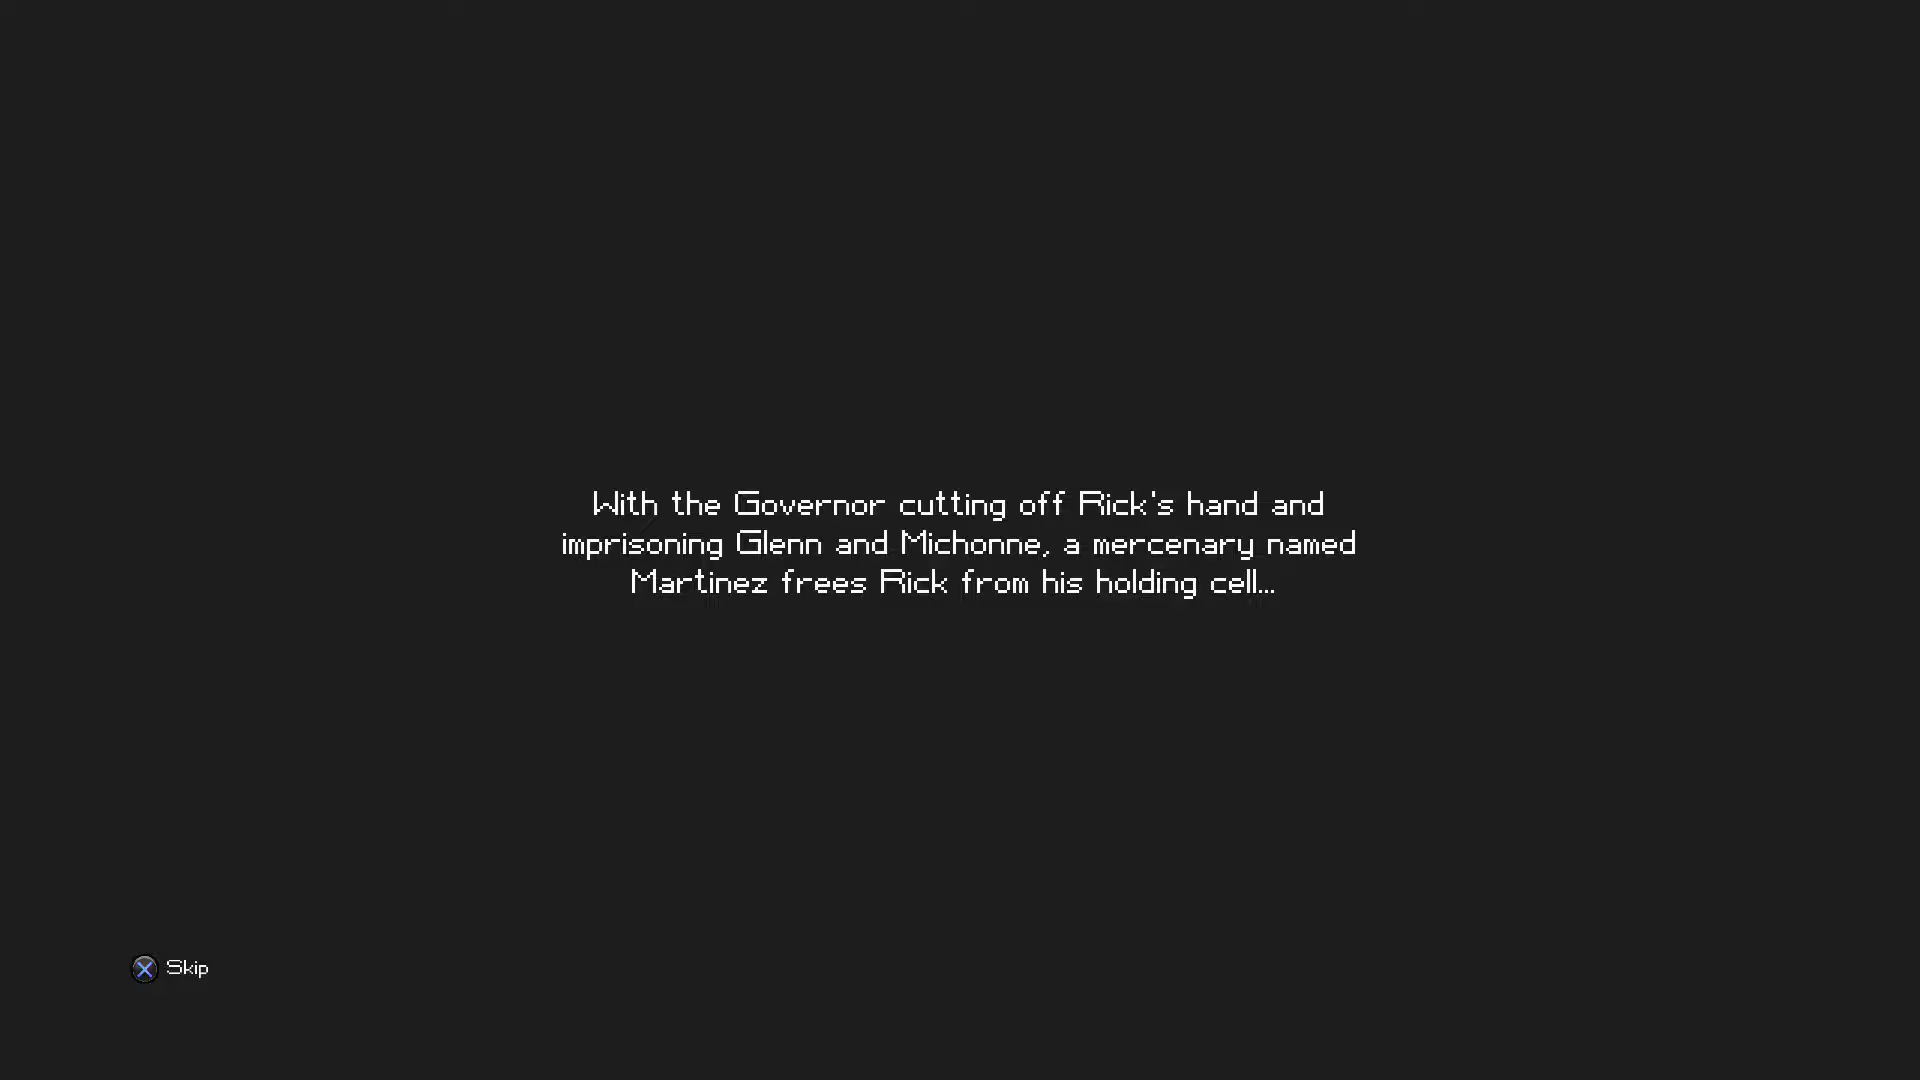 With the Governor cutting off Rick's hand and
imprisoning Glenn and Michonne, a mercenary named
Martinez frees Rick from his holding cell...
Skip